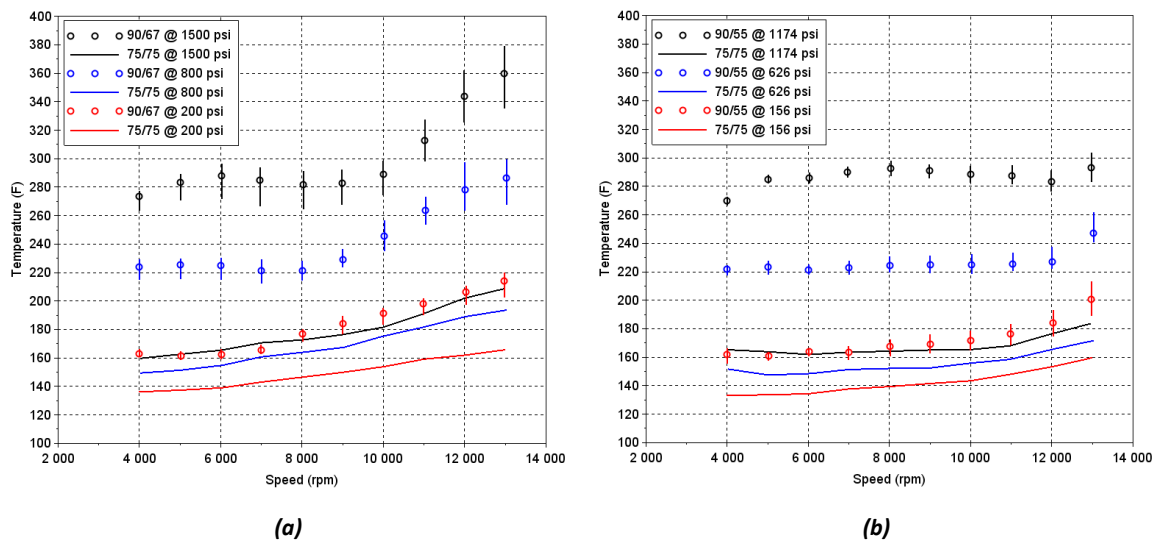 400
380
360
340
320
300
280
260
240
220
200
180
160
140
120
100
Temperature (F)
90/67 @ 1500 psi
75/75 @ 1500 psi
90/67 @ 800 psi
75/75 @ 800 psi
90/67 @ 200 psi
75/75 @ 200 psi
2 000 4 000 6 000 8 000 10 000 12 000 14 000
Speed (rpm)
(a)
400
380
360
340
320
300
280
260
240
220
200
180
160
140
120
100
Temperature (F)
90/55 @ 1174 psi
75/75 @ 1174 psi
90/55 @ 626 psi
75/75 @ 626 psi
90/55 @ 156 psi
75/75 @ 156 psi
2 000 4 000 6 000 8 000 10 000 12 000 14 000
Speed (rpm)
(b)